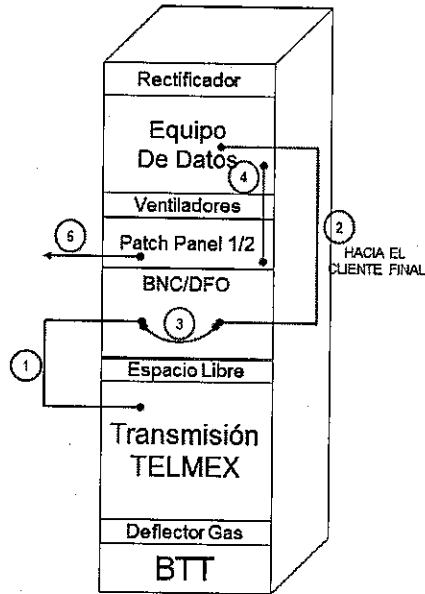 Rectificador
Equipo
De Datos
4
Ventiladores
6
Patch Panel 1/2
2
HACIA EL
CLIENTE FINAL
BNC/DFO
3
1
Espacio Libre
Transmisión
TELMEX
Deflector Gas
BTT